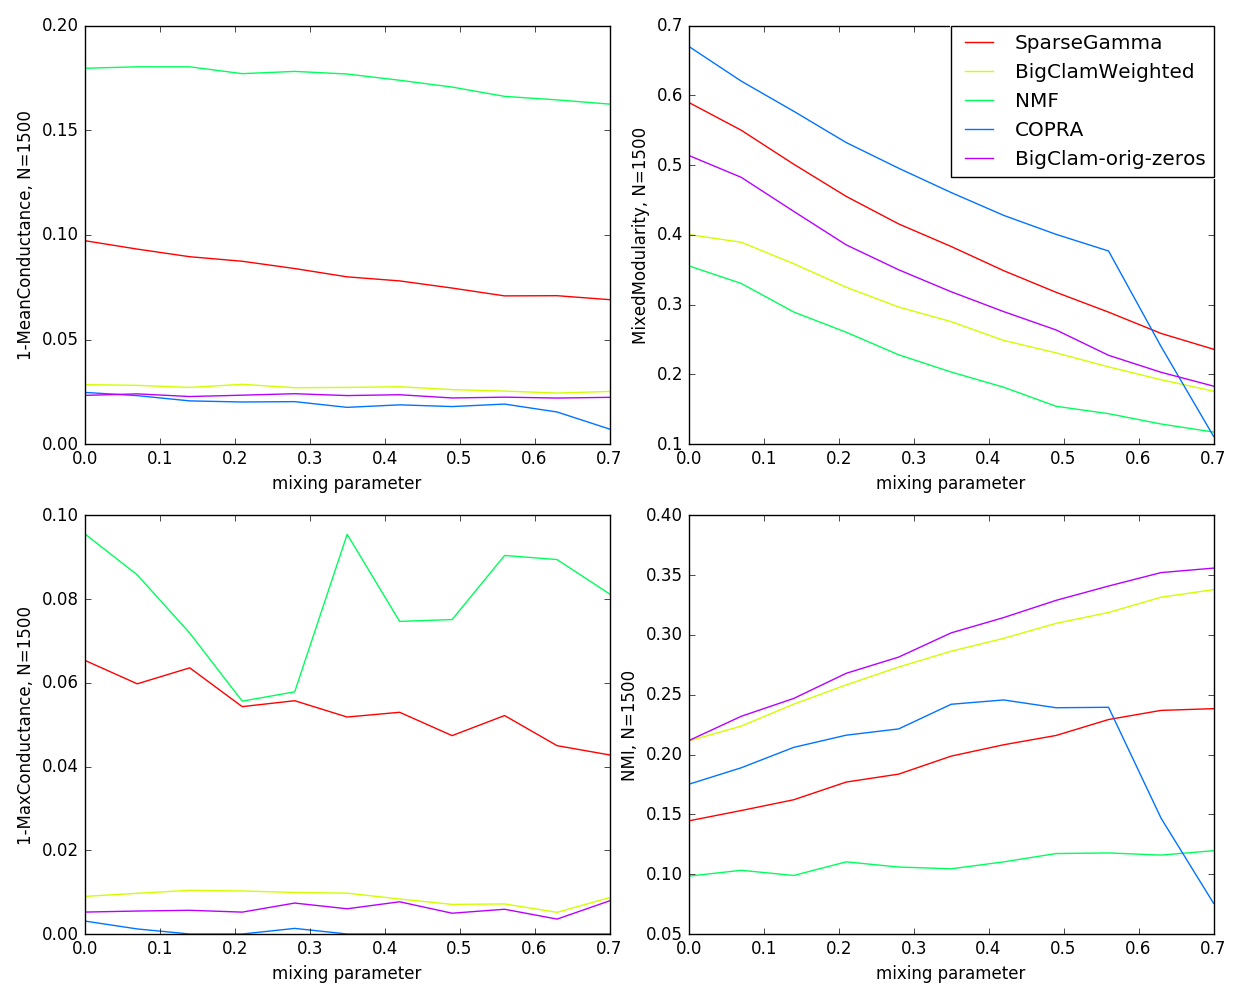 0.20
0.15
0.10
0.05
0.00
1-MeanConductance, N=1500
0.0 0.1 0.2 0.3 0.4 0.5 0.6 0.7
mixing parameter
0.7
0.6
0.5
0.4
0.3
0.2
0.1
MixedModularity, N=1500
SparseGamma
BigClamWeighted
NMF
COPRA
BigClam-orig-zeros
0.0 0.1 0.2 0.3 0.4 0.5 0.6 0.7
mixing parameter
0.10
0.08
0.06
0.04
0.02
0.00
1-MaxConductance, N=1500
0.0 0.1 0.2 0.3 0.4 0.5 0.6 0.7
mixing parameter
0.40
0.35
0.30
0.25
0.20
0.15
0.10
0.05
NMI, N=1500
0.0 0.1 0.2 0.3 0.4 0.5 0.6 0.7
mixing parameter